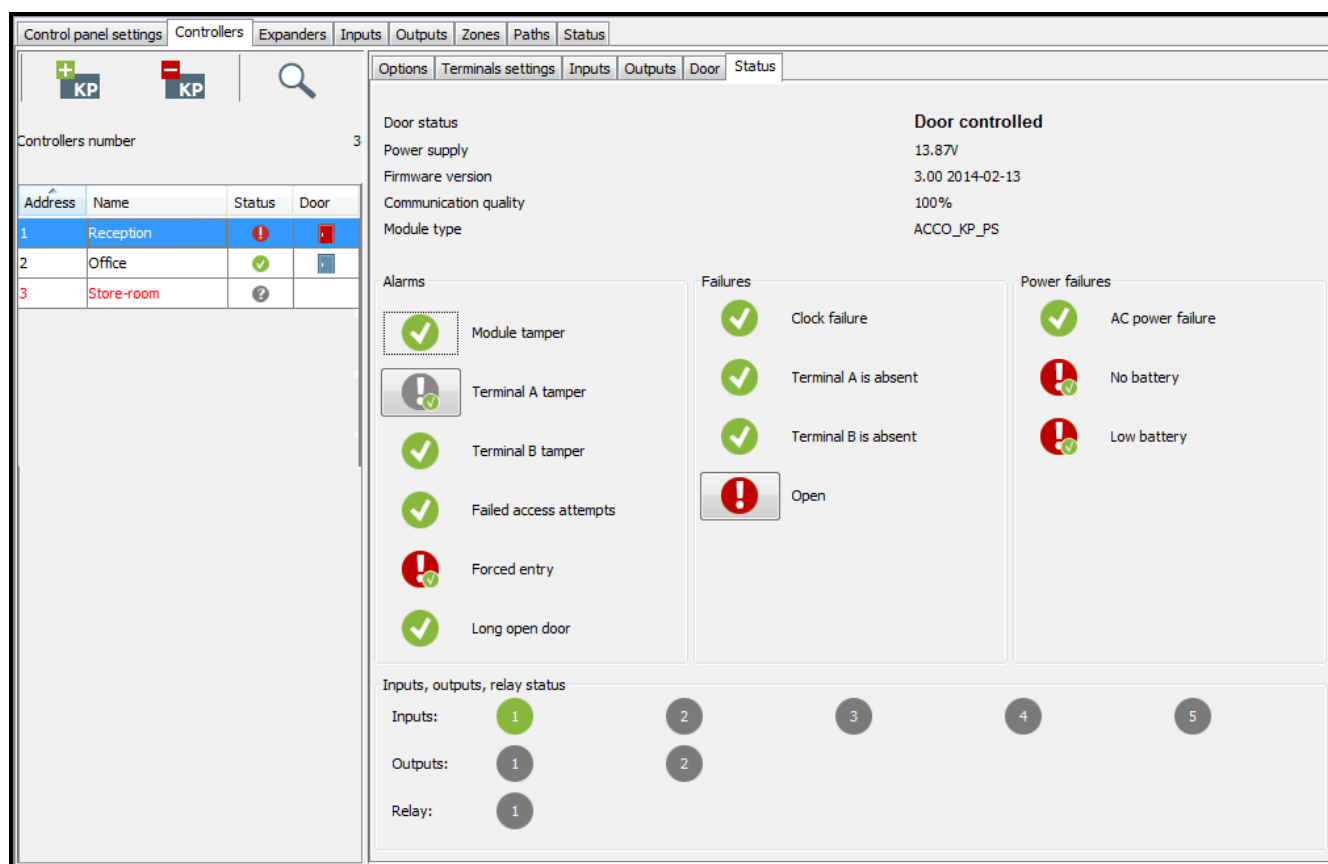 Control panel settings Controllers Expanders Inputs Outputs Zones Paths Status
KP KP
Controllers number 3
Address Name Status Door
1 Reception
2 Office
3 Store-room
Options Terminals settings Inputs Outputs Door Status
Door status Door controlled
Power supply 13.87V
Firmware version 3.00 2014-02-13
Communication quality 100%
Module type ACCO_KP_PS
Alarms
Module tamper
Terminal A tamper
Terminal B tamper
Failed access attempts
Forced entry
Long open door
Failures
Clock failure
Terminal A is absent
Terminal B is absent
Open
Power failures
AC power failure
No battery
Low battery
Inputs, outputs, relay status
Inputs: 1 2 3 4 5
Outputs: 1 2
Relay: 1